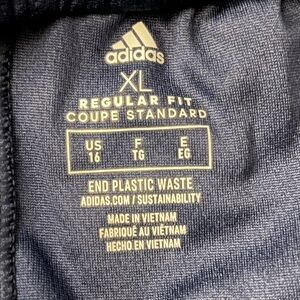 adidas
XL
REGULAR FIT
COUPE STANDARD
US F E
16 TG EG
END PLASTIC WASTE
ADIDAS.COM / SUSTAINABILITY
MADE IN VIETNAM
FABRIQUÉ AU VIÊTNAM
HECHO EN VIETNAM